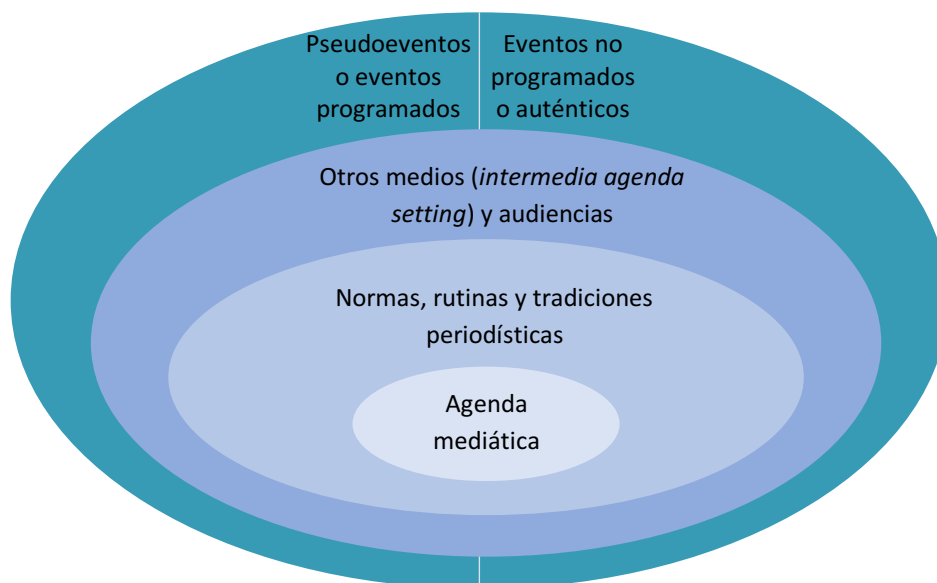 Pseudoeventos
o eventos
programados
Eventos no
programados
o auténticos
Otros medios (intermedia agenda
setting) y audiencias
Normas, rutinas y tradiciones
periodísticas
Agenda
mediática